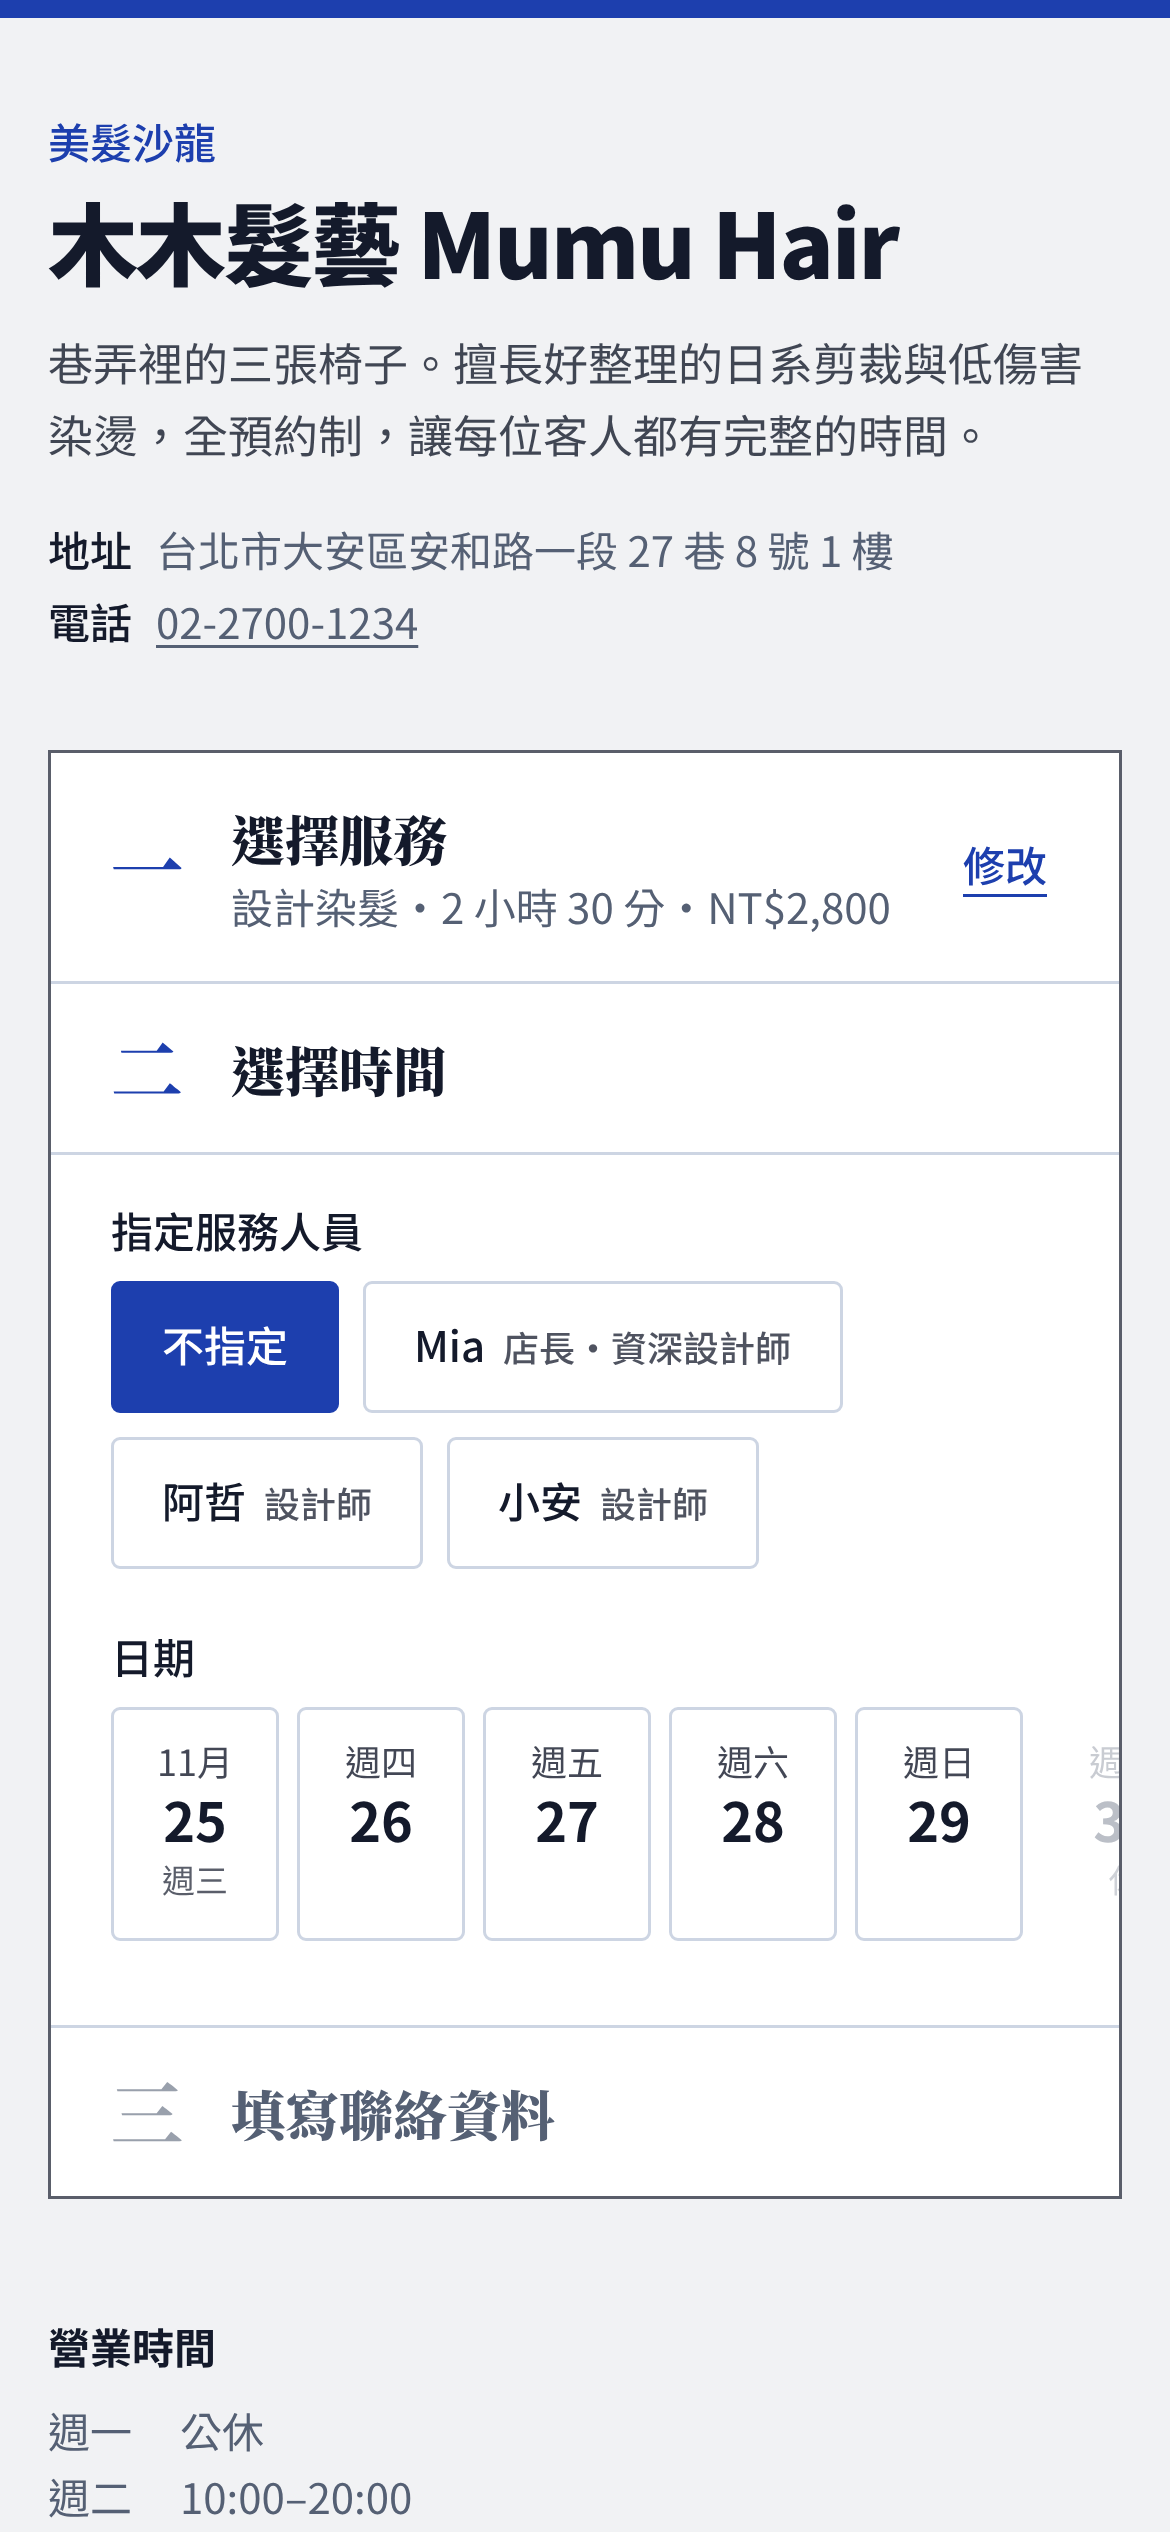 美髮沙龍
木木髮藝 Mumu Hair
巷弄裡的三張椅子。擅長好整理的日系剪裁與低傷害
染燙，全預約制，讓每位客人都有完整的時間。
地址 台北市大安區安和路一段 27 巷 8 號 1 樓
電話 02-2700-1234
一 選擇服務
設計染髮・2 小時 30 分・NT$2,800
修改
二 選擇時間
指定服務人員
不指定 Mia 店長・資深設計師
阿哲 設計師 小安 設計師
日期
11月 週四 週五 週六 週日
25 26 27 28 29
週三
三 填寫聯絡資料
營業時間
週一 公休
週二 10:00–20:00